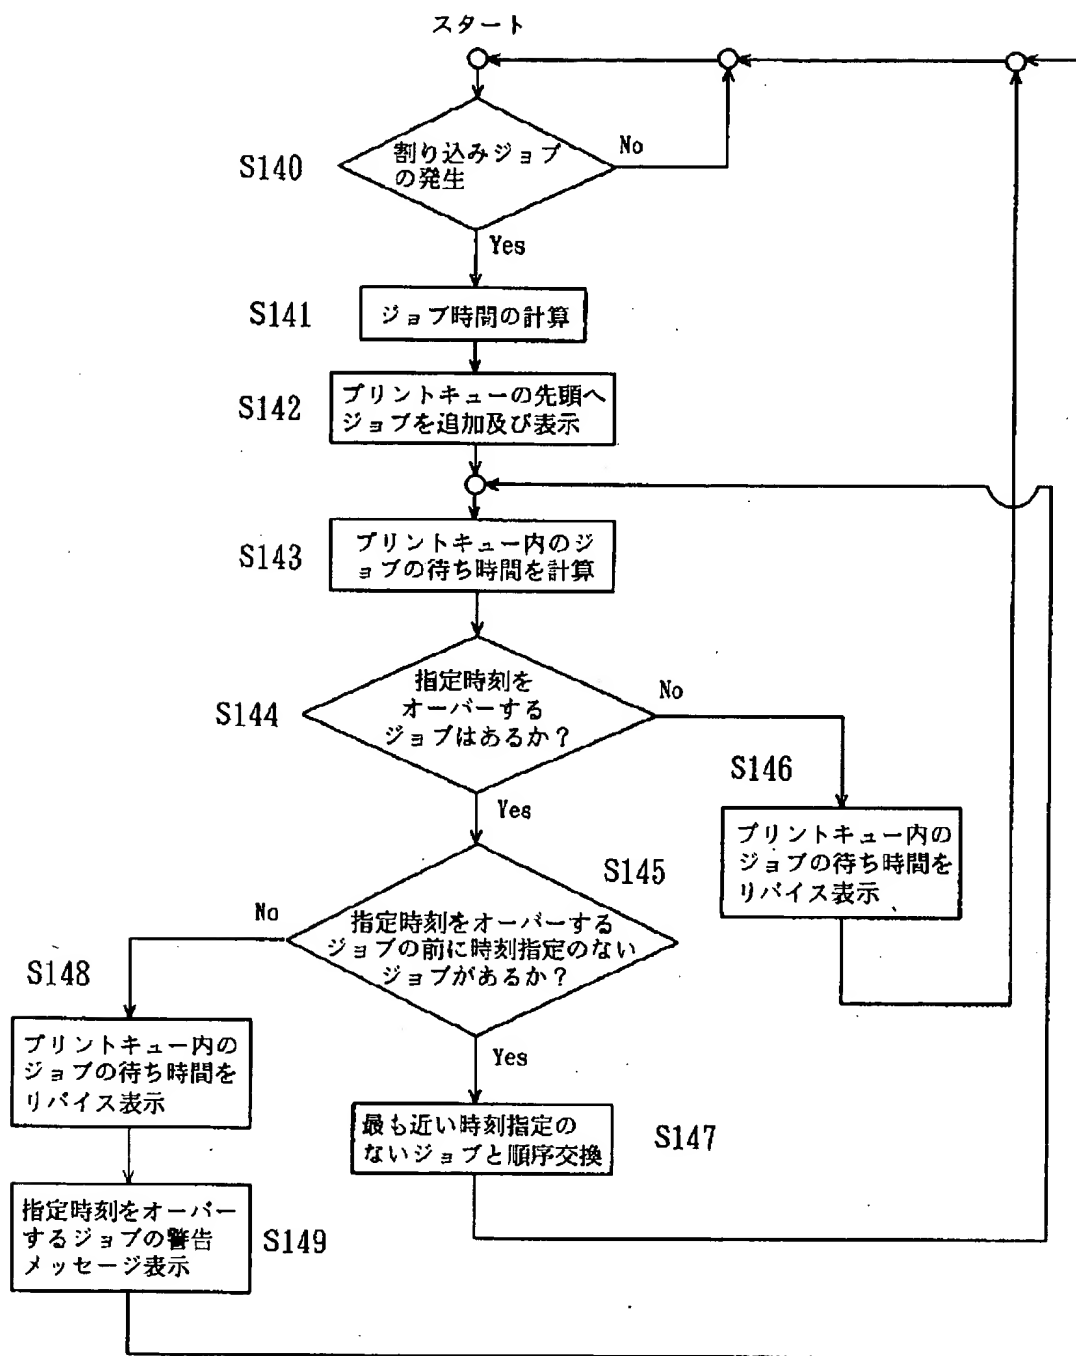 スタート
S140
割り込みジョブ
の発生
No
Yes
S141
ジョブ時間の計算
S142
プリントキューの先頭へ
ジョブを追加及び表示
S143
プリントキュー内のジ
ョブの待ち時間を計算
S144
指定時刻を
オーバーする
ジョブはあるか？
No
Yes
S146
プリントキュー内の
ジョブの待ち時間を
リバイス表示
S145
指定時刻をオーバーする
ジョブの前に時刻指定のない
ジョブがあるか？
No
Yes
S148
プリントキュー内の
ジョブの待ち時間を
リバイス表示
最も近い時刻指定の
ないジョブと順序交換
S147
指定時刻をオーバー
するジョブの警告
メッセージ表示
S149